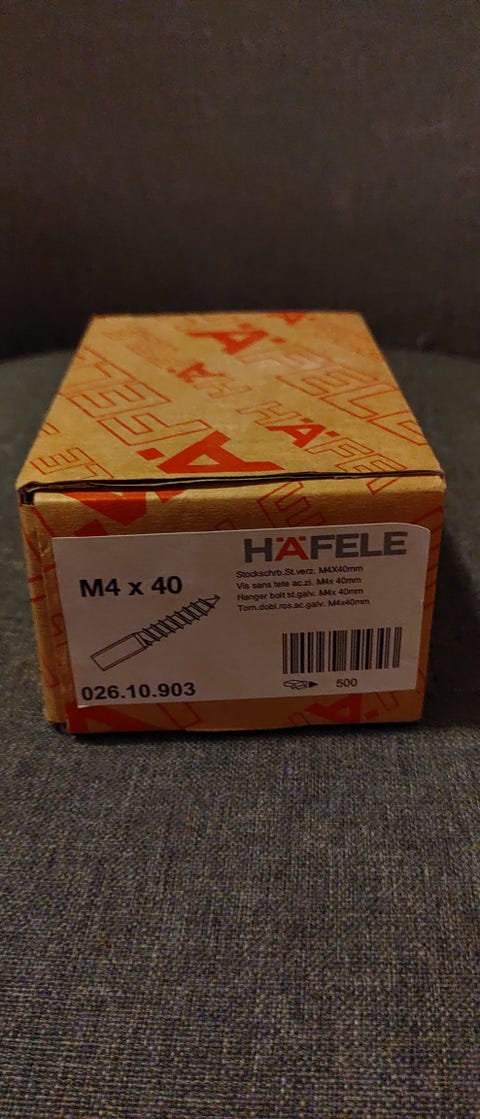 HÄFELE
HÄFELE
M4 x 40
Stockschrb.St.verz. M4X40mm
Vis sans tete ac.zi. M4x 40mm
Hanger bolt st.galv. M4x 40mm
Torn.dobl.ros.ac.galv. M4x40mm
026.10.903
500